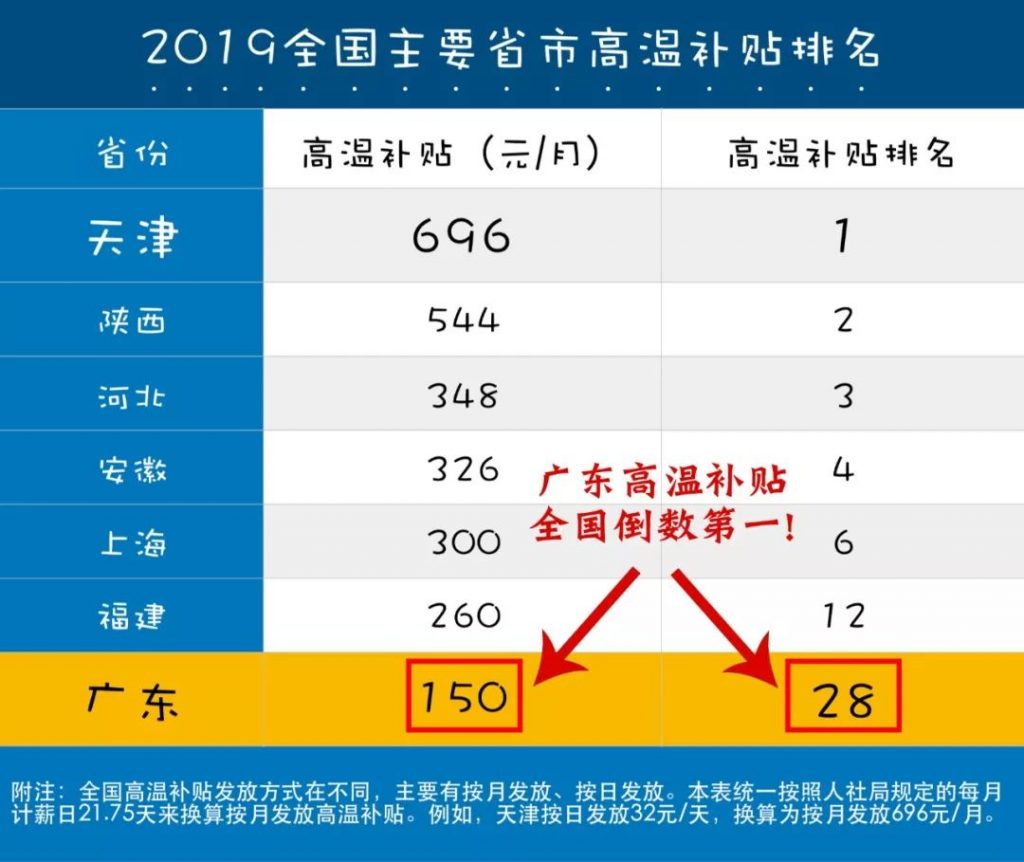 2019全国主要省市高温补贴排名
省份 高温补贴（元/月） 高温补贴排名
天津 696 1
陕西 544 2
河北 348 3
安徽 326 4
广东高温补贴
全国倒数第一!
上海 300 6
福建 260 12
广东 150 28
附注：全国高温补贴发放方式在不同，主要有按月发放、按日发放。本表统一按照人社局规定的每月
计薪日21.75天来换算按月发放高温补贴。例如，天津按日发放32元/天，换算为按月发放696元/月。